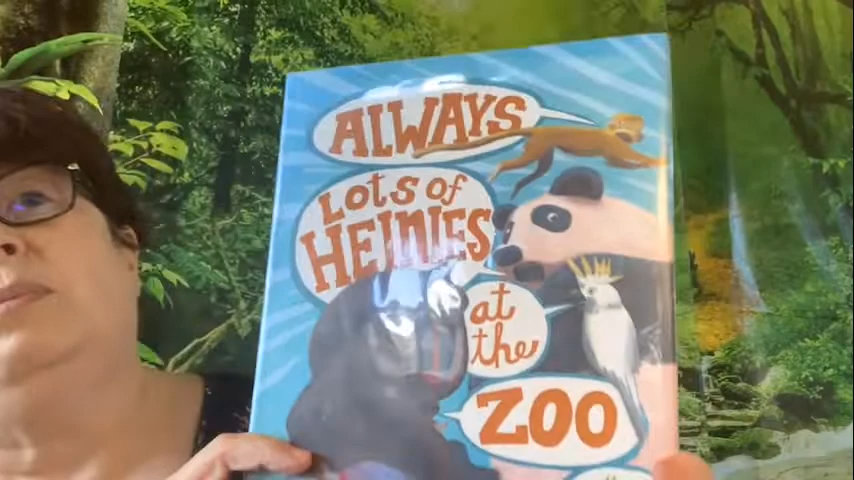 ALWAYS
LOTS OF
HEINIES
at
the
ZOO